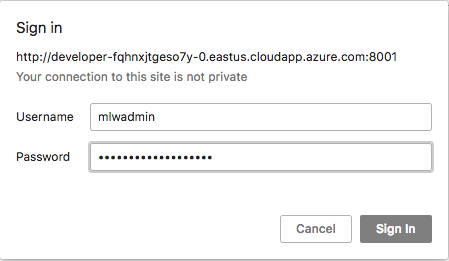 Sign in
http://developer-fqhnxjtgeso7y-0.eastus.cloudapp.azure.com:8001
Your connection to this site is not private
Username mlwadmin
Password •••••••••••••••••••
Cancel Sign In